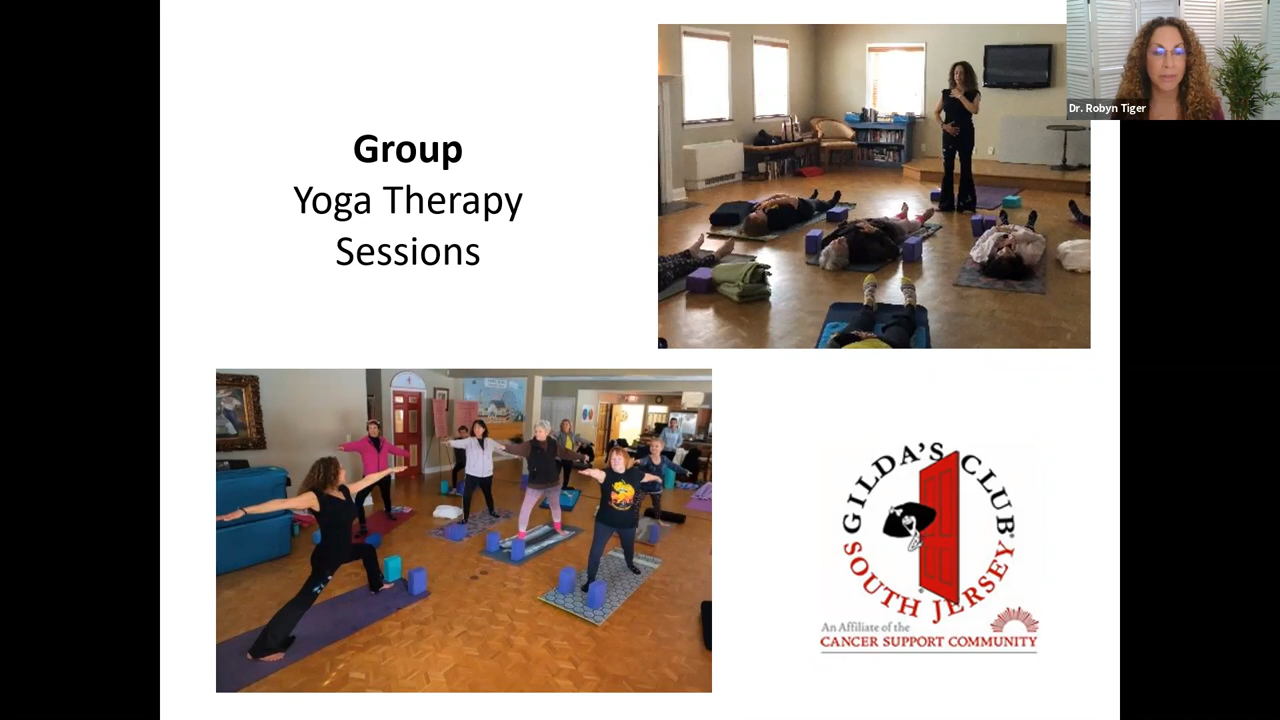 Group
Yoga Therapy
Sessions
Dr. Robyn Tiger
GILDA'S CLUB®
SOUTH JERSEY
An Affiliate of the
CANCER SUPPORT COMMUNITY